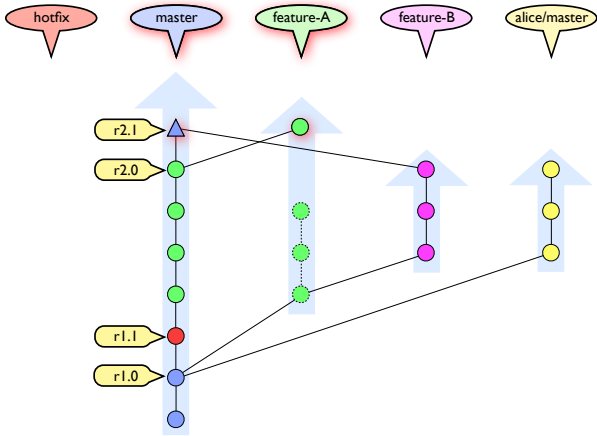 hotfix
master
feature-A
feature-B
alice/master
r2.1
r2.0
r1.1
r1.0